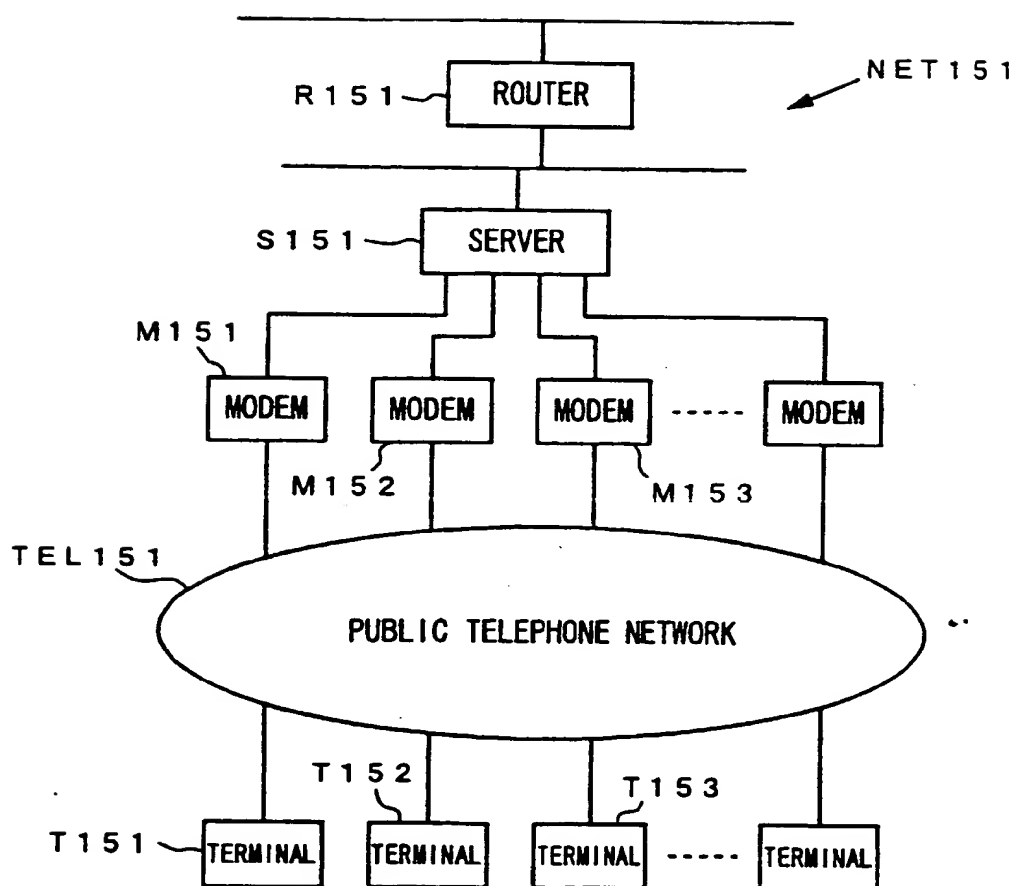 NET151
R151 ROUTER
S151 SERVER
M151
MODEM MODEM MODEM ----- MODEM
M152 M153
TEL151
PUBLIC TELEPHONE NETWORK
T152 T153
T151 TERMINAL TERMINAL TERMINAL ----- TERMINAL